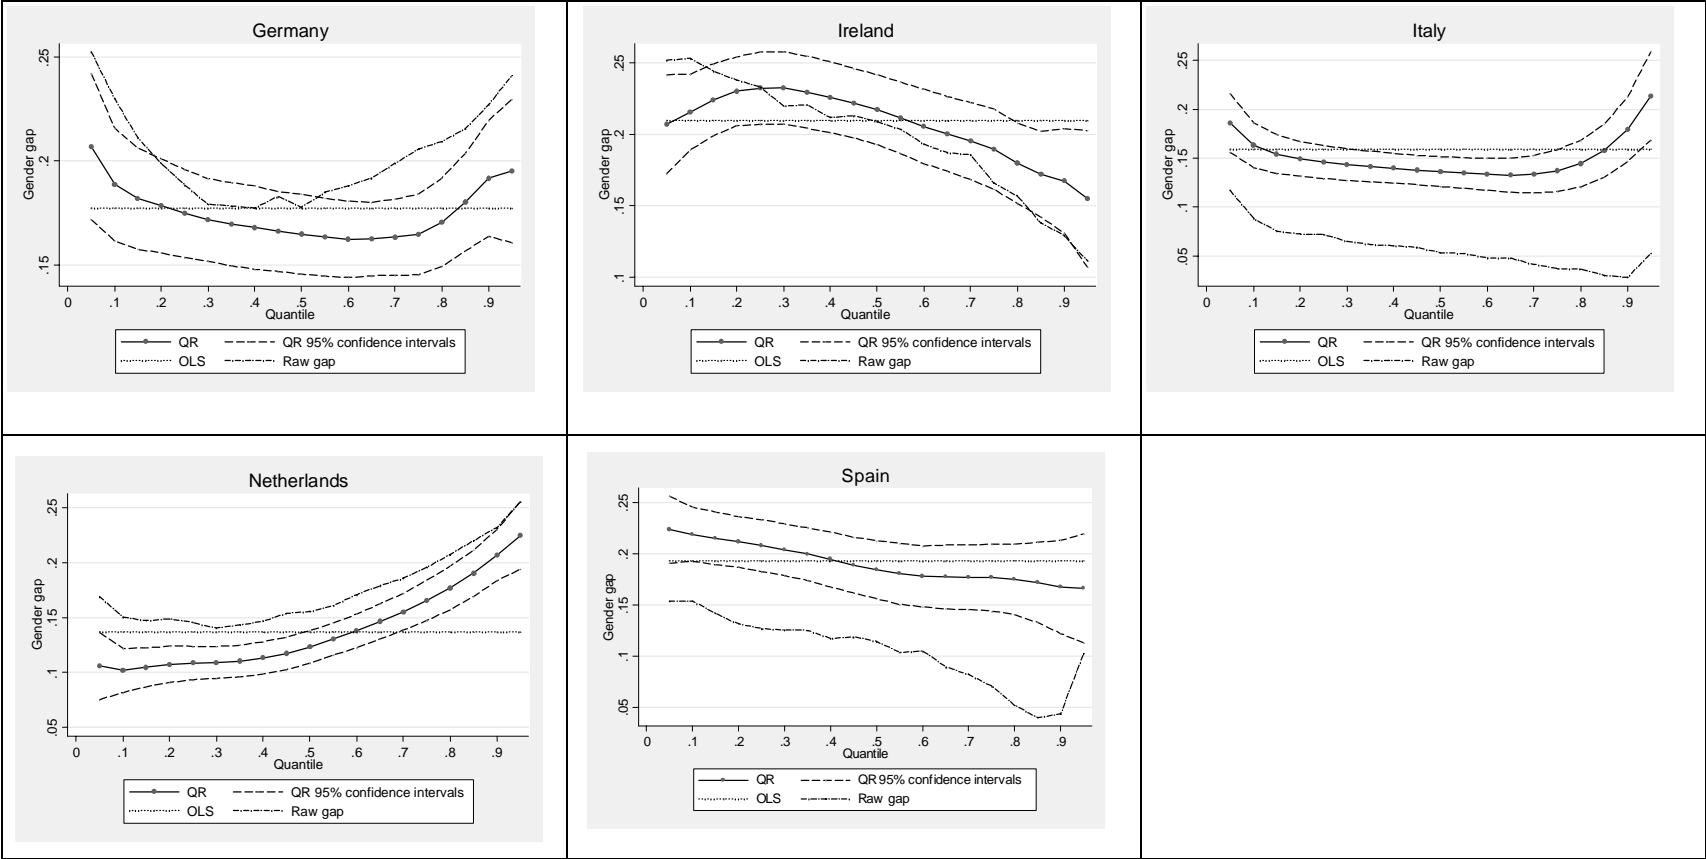 Germany
Gender gap
.25
.2
.15
0 .1 .2 .3 .4 .5 .6 .7 .8 .9
Quantile
QR QR 95% confidence intervals
OLS Raw gap
Ireland
Gender gap
.25
.2
.15
.1
0 .1 .2 .3 .4 .5 .6 .7 .8 .9
Quantile
QR QR 95% confidence intervals
OLS Raw gap
Italy
Gender gap
.25
.2
.15
.1
.05
0 .1 .2 .3 .4 .5 .6 .7 .8 .9
Quantile
QR QR 95% confidence intervals
OLS Raw gap
Netherlands
Gender gap
.25
.2
.15
.1
.05
0 .1 .2 .3 .4 .5 .6 .7 .8 .9
Quantile
QR QR 95% confidence intervals
OLS Raw gap
Spain
Gender gap
.25
.2
.15
.1
.05
0 .1 .2 .3 .4 .5 .6 .7 .8 .9
Quantile
QR QR 95% confidence intervals
OLS Raw gap